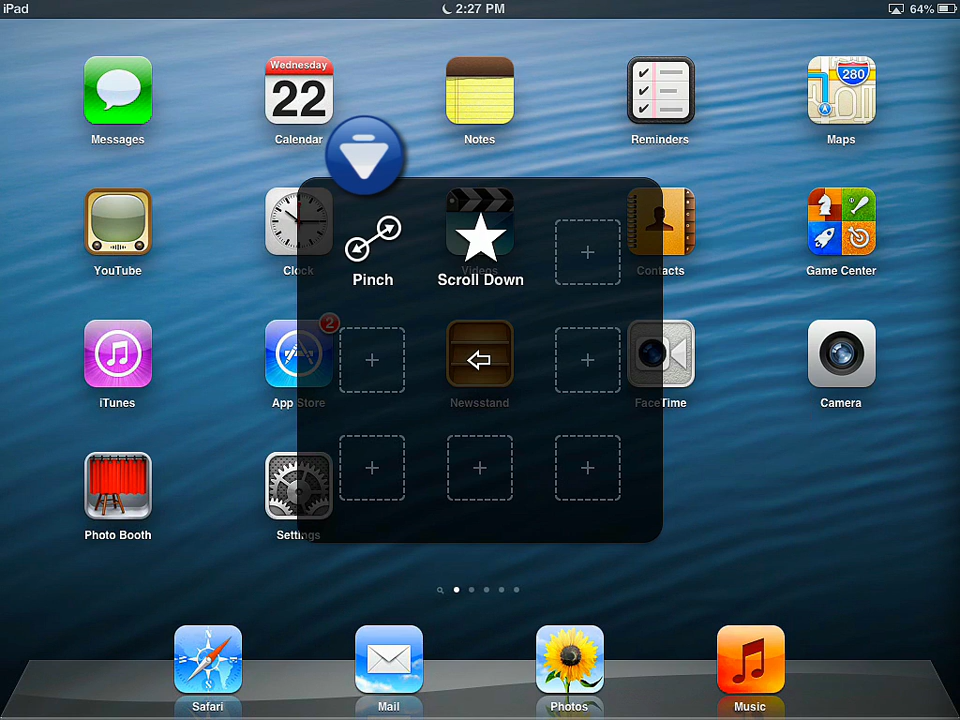 iPad 2:27 PM 64%
Wednesday
22
280
Messages Calendar Notes Reminders Maps
YouTube Clock Videos Contacts Game Center
Pinch Scroll Down
2
iTunes App Store Newsstand FaceTime Camera
Photo Booth Settings
N
S
Safari Mail Photos Music